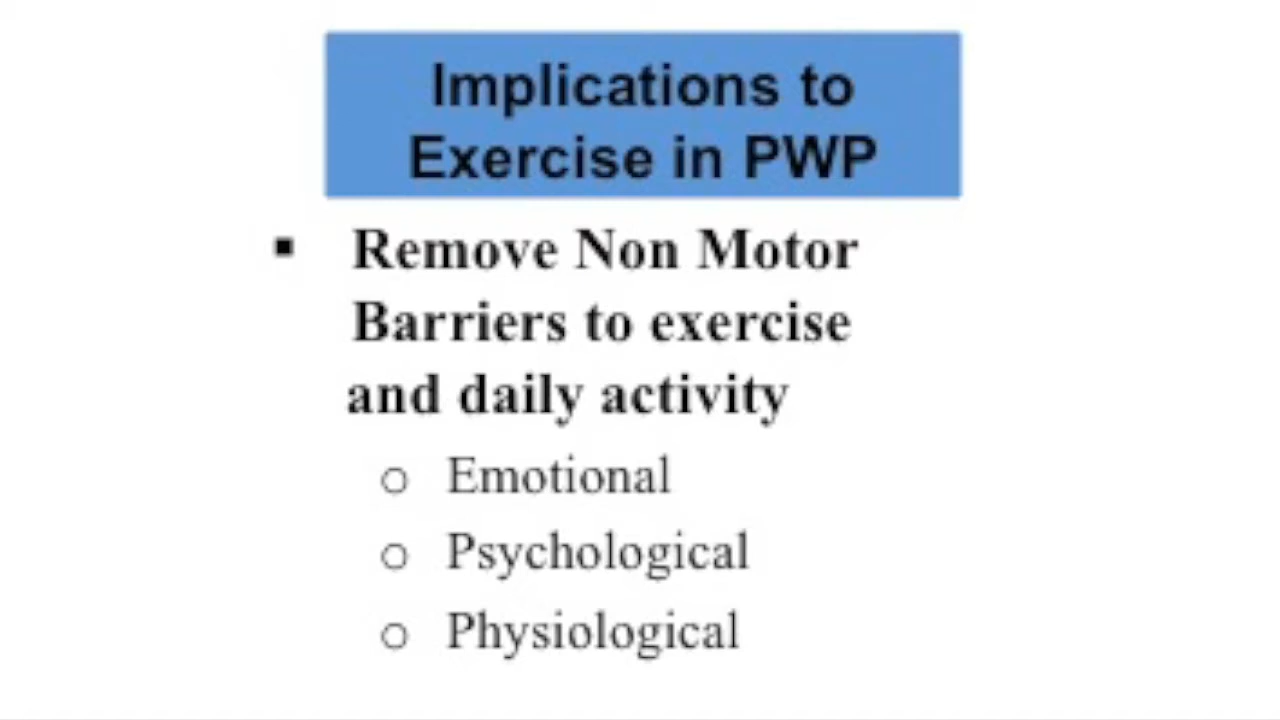 Implications to
Exercise in PWP
▪ Remove Non Motor
Barriers to exercise
and daily activity
o Emotional
o Psychological
o Physiological